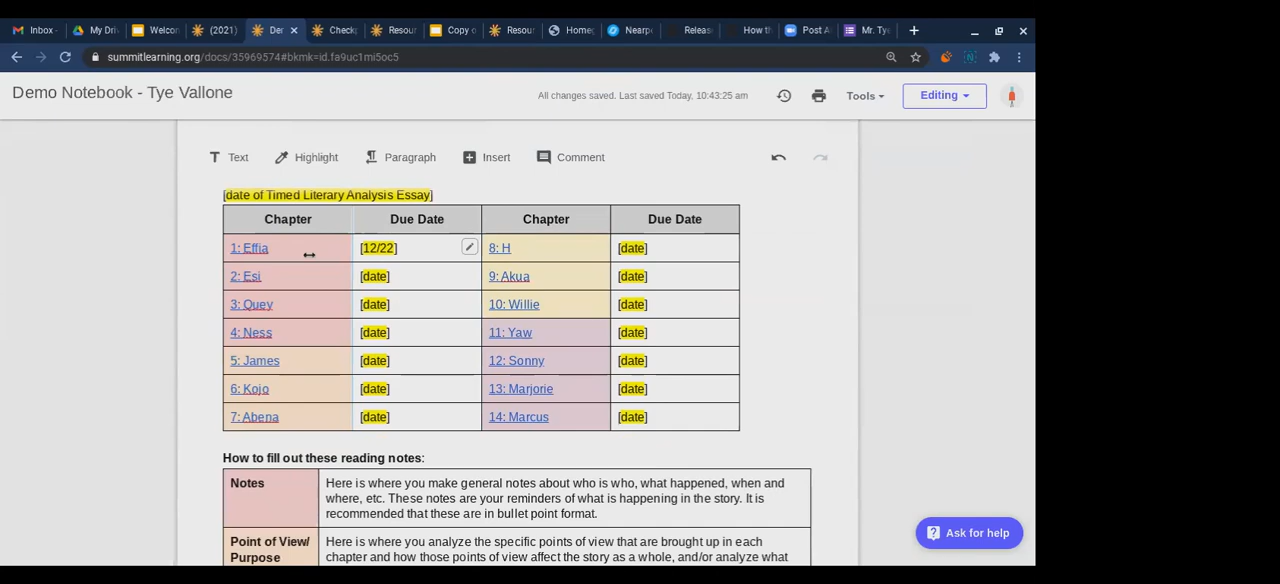 Inbox -
My Driv
Welcon
(2021)
Der
Checkp
Resour
Copy o
Resou
Homep
Nearpo
Releas
How th
Post A
Mr. Tye
summitlearning.org/docs/35969574#bkmk=id.fa9uc1mi5oc5
Demo Notebook - Tye Vallone
All changes saved. Last saved Today, 10:43:25 am
Tools
Editing
Text Highlight Paragraph Insert Comment
[date of Timed Literary Analysis Essay]
Chapter Due Date Chapter Due Date
1: Effia [12/22] 8: H [date]
2: Esi [date] 9: Akua [date]
3: Quey [date] 10: Willie [date]
4: Ness [date] 11: Yaw [date]
5: James [date] 12: Sonny [date]
6: Kojo [date] 13: Marjorie [date]
7: Abena [date] 14: Marcus [date]
How to fill out these reading notes:
Notes
Here is where you make general notes about who is who, what happened, when and
where, etc. These notes are your reminders of what is happening in the story. It is
recommended that these are in bullet point format.
Point of View/
Purpose
Here is where you analyze the specific points of view that are brought up in each
chapter and how those points of view affect the story as a whole, and/or analyze what
Ask for help